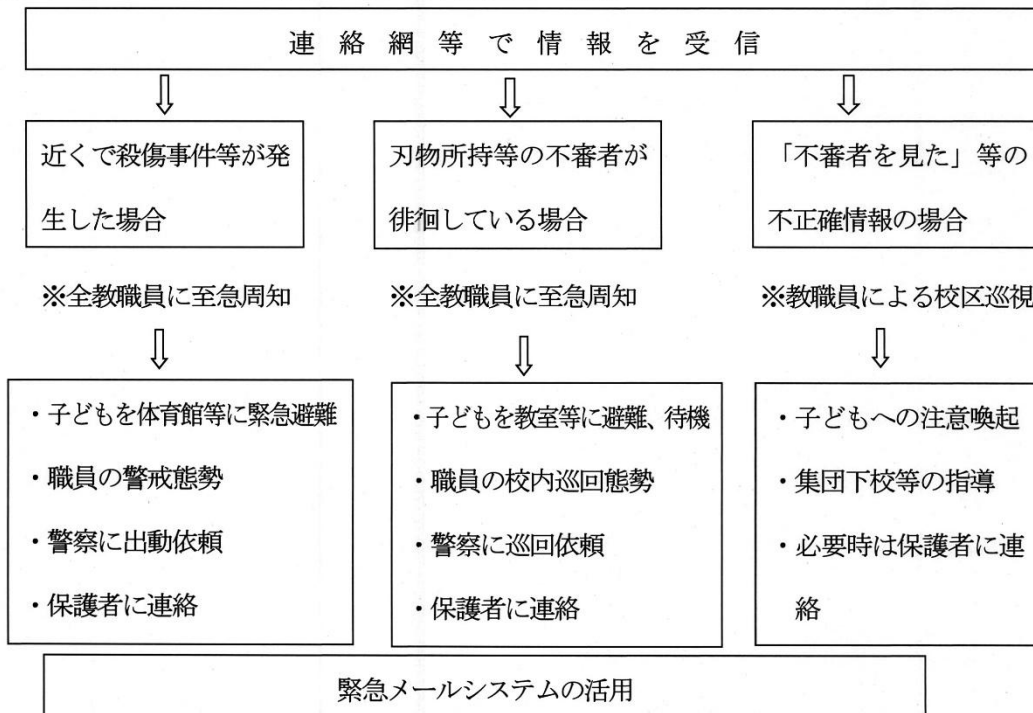 連絡網等で情報を受信
近くで殺傷事件等が発
生した場合
刃物所持等の不審者が
徘徊している場合
「不審者を見た」等の
不正確情報の場合
※全教職員に至急周知
※全教職員に至急周知
※教職員による校区巡視
・子どもを体育館等に緊急避難
・職員の警戒態勢
・警察に出動依頼
・保護者に連絡
・子どもを教室等に避難、待機
・職員の校内巡回態勢
・警察に巡回依頼
・保護者に連絡
・子どもへの注意喚起
・集団下校等の指導
・必要時は保護者に連
絡
緊急メールシステムの活用